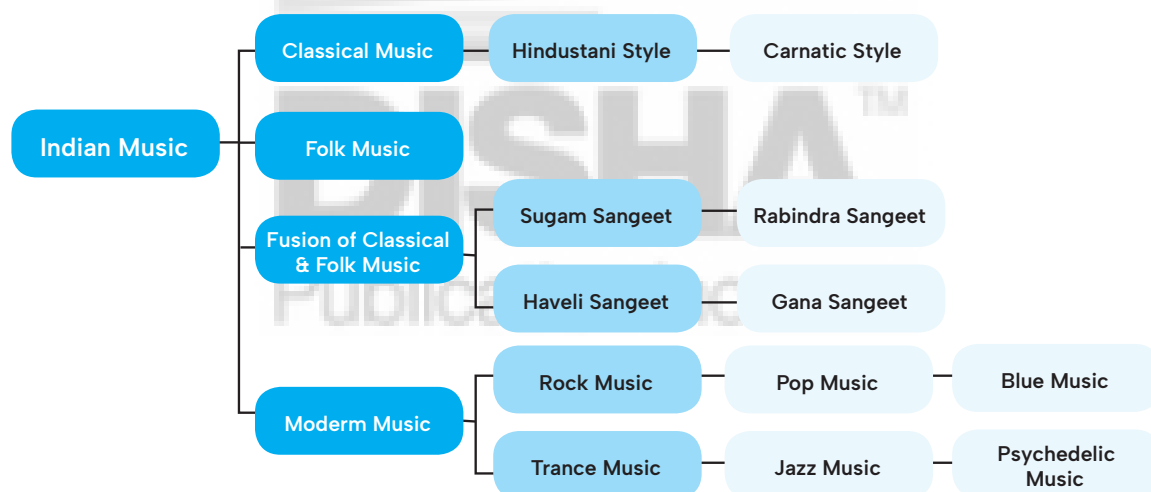 Classical Music
Hindustani Style
Carnatic Style
DISHA™
Indian Music
Folk Music
Sugam Sangeet
Rabindra Sangeet
Fusion of Classical
& Folk Music
Haveli Sangeet
Gana Sangeet
Rock Music
Pop Music
Blue Music
Moderm Music
Trance Music
Jazz Music
Psychedelic
Music